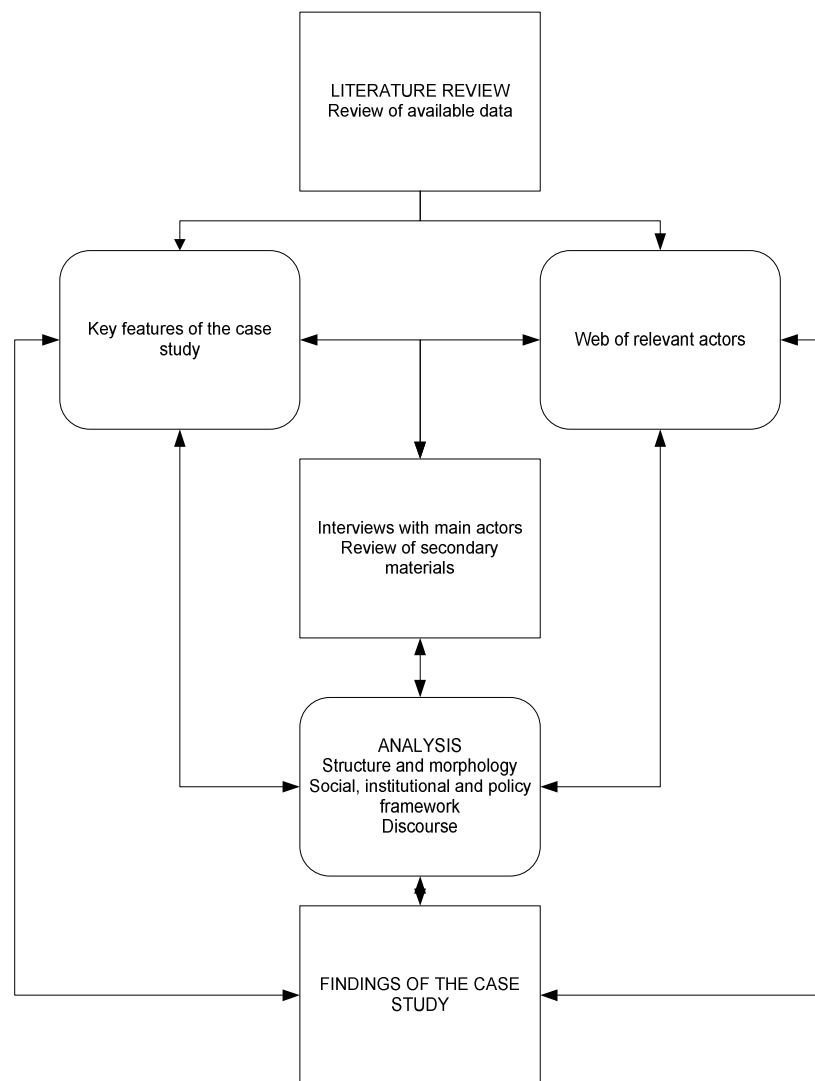 LITERATURE REVIEW
Review of available data
Key features of the case
study
Web of relevant actors
Interviews with main actors
Review of secondary
materials
ANALYSIS
Structure and morphology
Social, institutional and policy
framework
Discourse
FINDINGS OF THE CASE
STUDY